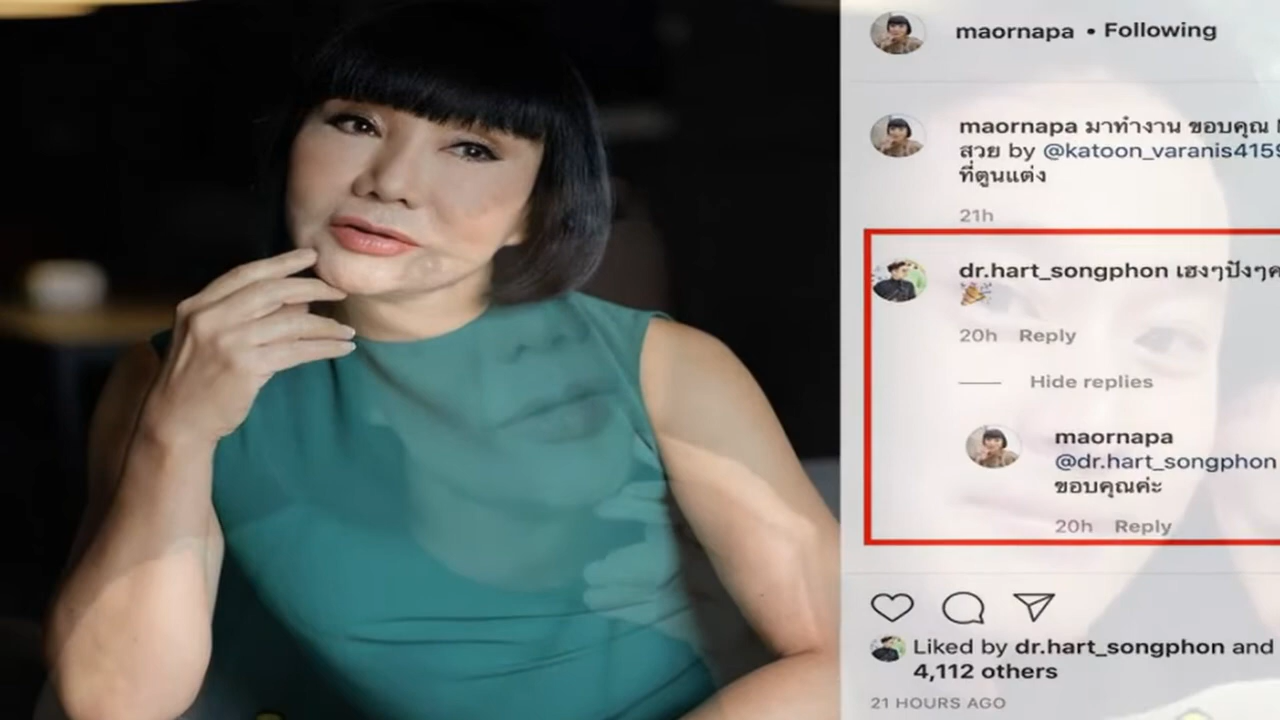 maornapa • Following
maornapa มาทำงาน ขอบคุณ
สวย by @katoon_varanis4159
ที่ตูนแต่ง
21h
dr.hart_songphon เฮงๆปังๆค
20h Reply
Hide replies
maornapa
@dr.hart_songphon
ขอบคุณค่ะ
20h Reply
Liked by dr.hart_songphon and
4,112 others
21 HOURS AGO